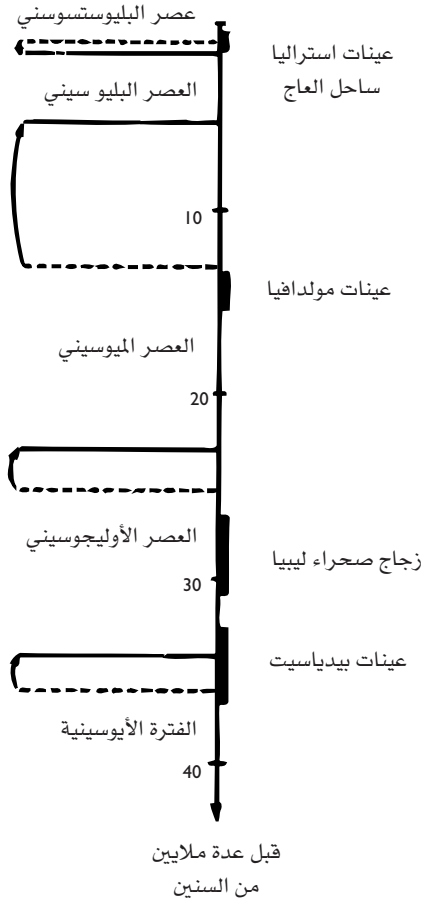 عصر البليوستسوسني
عينات استراليا
ساحل العاج
العصر البليو سيني
10
عينات مولدافيا
العصر الميوسيني
20
العصر الأوليجوسيني
زجاج صحراء ليبيا
30
عينات بيدياسيت
الفترة الأيوسينية
40
قبل عدة ملايين
من السنين